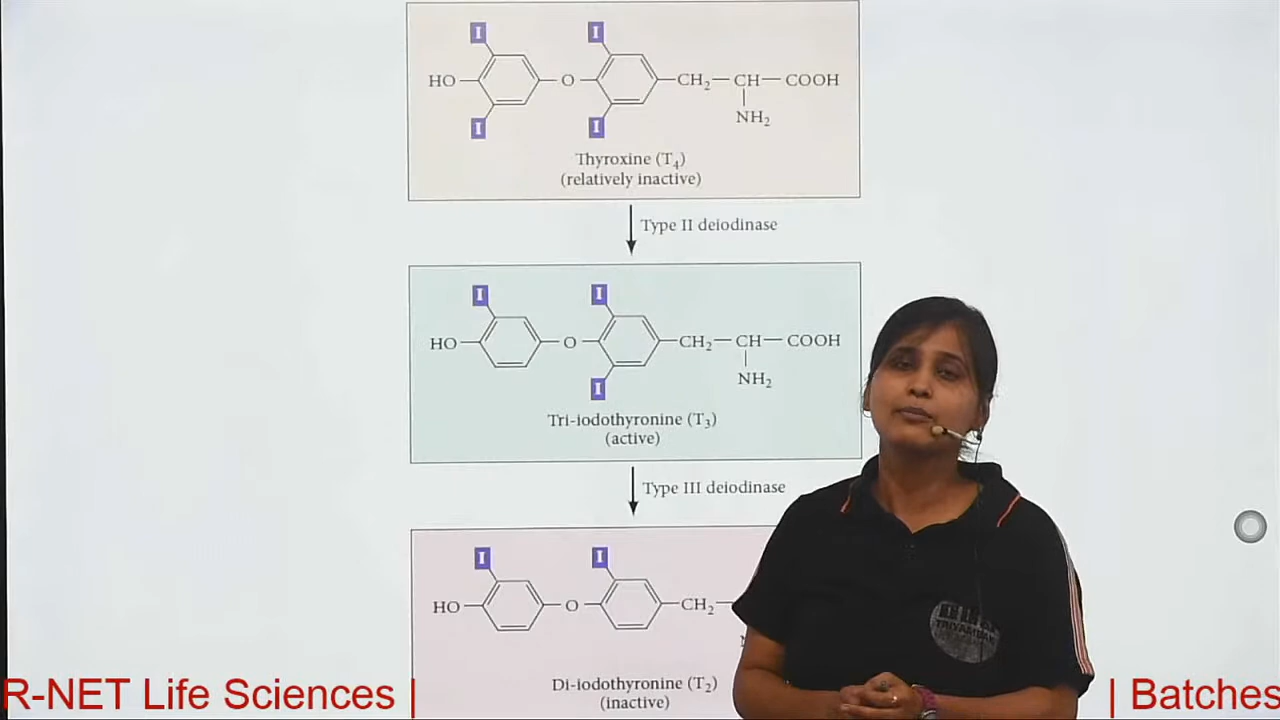 I
I
HO
O
CH₂
CH
COOH
I
I
NH₂
Thyroxine (T₄)
(relatively inactive)
Type II deiodinase
I
I
HO
O
CH₂
CH
COOH
I
NH₂
Tri-iodothyronine (T₃)
(active)
Type III deiodinase
I
I
HO
O
CH₂
Di-iodothyronine (T₂)
(inactive)
R-NET Life Sciences | | Batches